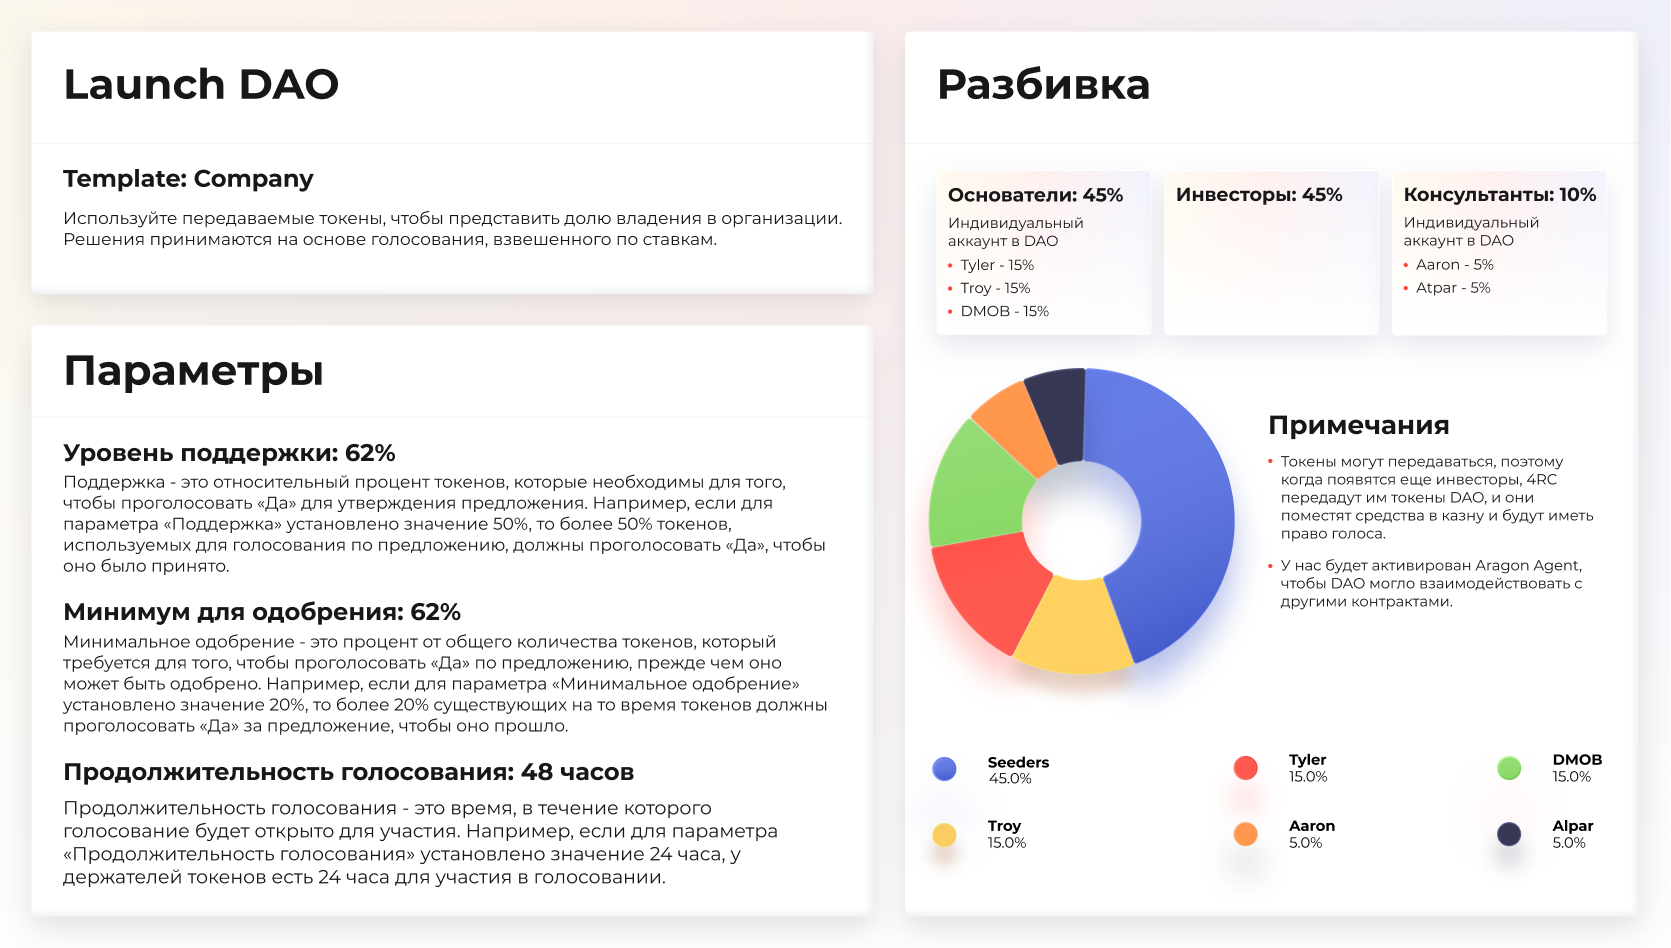 Launch DAO
Template: Company
Используйте передаваемые токены, чтобы представить долю владения в организации.
Решения принимаются на основе голосования, взвешенного по ставкам.
Параметры
Уровень поддержки: 62%
Поддержка - это относительный процент токенов, которые необходимы для того,
чтобы проголосовать «Да» для утверждения предложения. Например, если для
параметра «Поддержка» установлено значение 50%, то более 50% токенов,
используемых для голосования по предложению, должны проголосовать «Да», чтобы
оно было принято.
Минимум для одобрения: 62%
Минимальное одобрение - это процент от общего количества токенов, который
требуется для того, чтобы проголосовать «Да» по предложению, прежде чем оно
может быть одобрено. Например, если для параметра «Минимальное одобрение»
установлено значение 20%, то более 20% существующих на то время токенов должны
проголосовать «Да» за предложение, чтобы оно прошло.
Продолжительность голосования: 48 часов
Продолжительность голосования - это время, в течение которого
голосование будет открыто для участия. Например, если для параметра
«Продолжительность голосования» установлено значение 24 часа, у
держателей токенов есть 24 часа для участия в голосовании.
Разбивка
Основатели: 45%
Индивидуальный
аккаунт в DAO
• Tyler - 15%
• Troy - 15%
• DMOB - 15%
Инвесторы: 45%
Консультанты: 10%
Индивидуальный
аккаунт в DAO
• Aaron - 5%
• Atpar - 5%
Примечания
• Токены могут передаваться, поэтому
когда появятся еще инвесторы, 4RC
передадут им токены DAO, и они
поместят средства в казну и будут иметь
право голоса.
• У нас будет активирован Aragon Agent,
чтобы DAO могло взаимодействовать с
другими контрактами.
Seeders
45.0%
Tyler
15.0%
DMOB
15.0%
Troy
15.0%
Aaron
5.0%
Alpar
5.0%